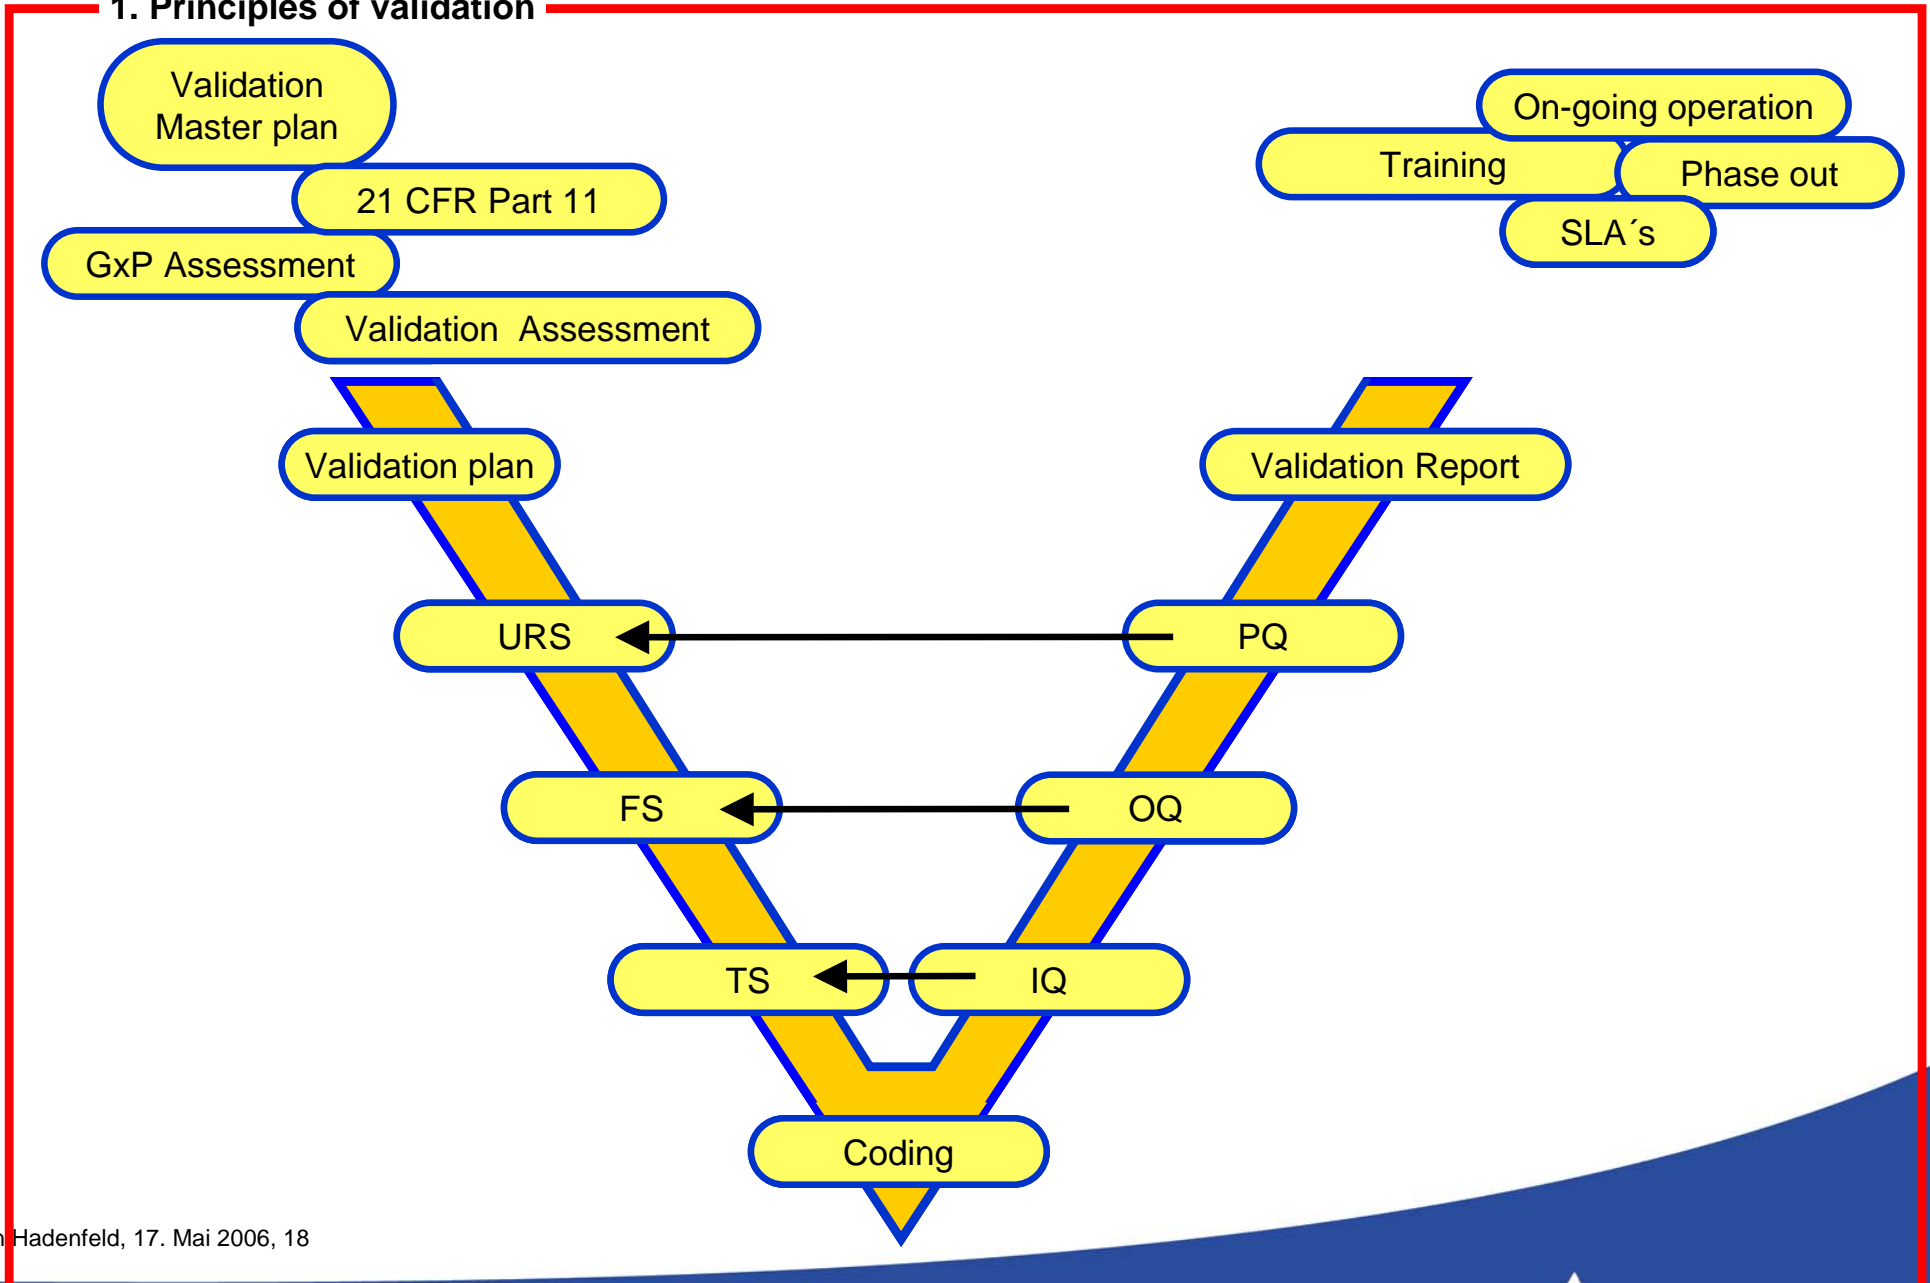 1. Principles of validation
Validation
Master plan
21 CFR Part 11
GxP Assessment
Validation Assessment
On-going operation
Training
Phase out
SLA´s
Validation plan
Validation Report
URS
PQ
FS
OQ
TS
IQ
Coding
Hadenfeld, 17. Mai 2006, 18